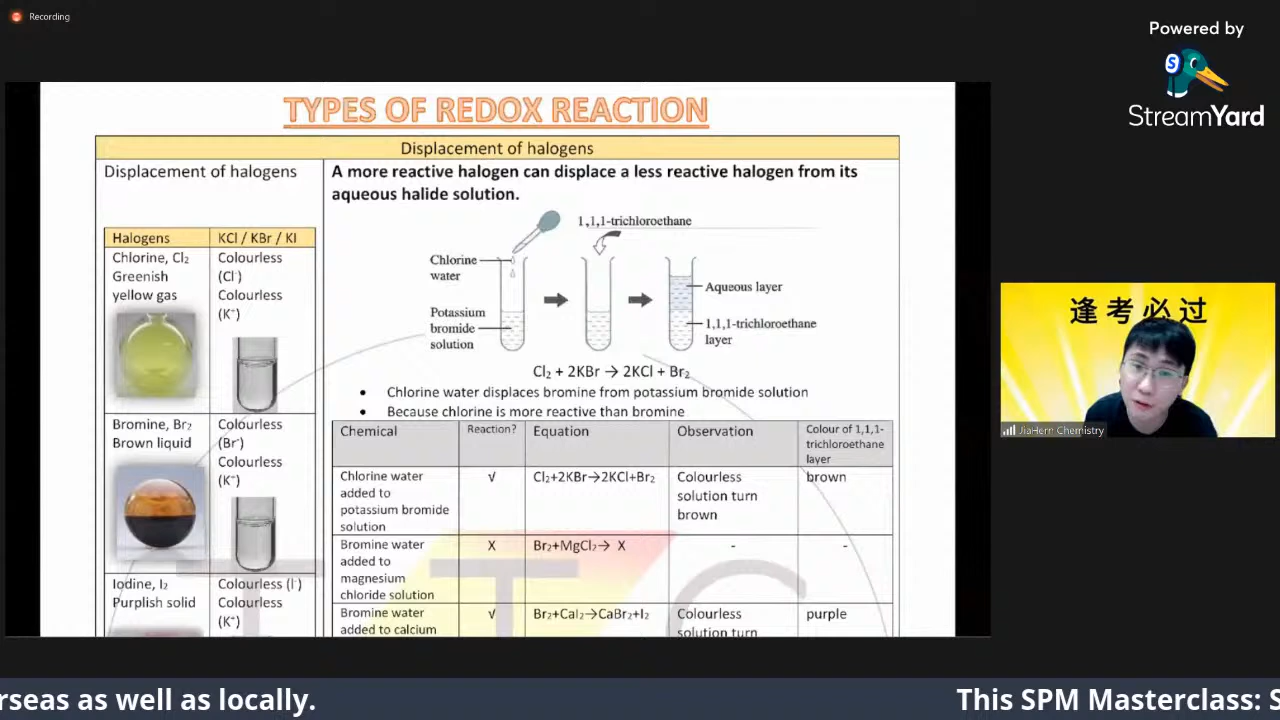 Recording
Powered by
S
StreamYard
TYPES OF REDOX REACTION
Displacement of halogens
Displacement of halogens
Halogens
KCl / KBr / KI
Chlorine, Cl₂
Greenish
yellow gas
Colourless
(Cl⁻)
Colourless
(K⁺)
Bromine, Br₂
Brown liquid
Colourless
(Br⁻)
Colourless
(K⁺)
Iodine, I₂
Purplish solid
Colourless (I⁻)
Colourless
(K⁺)
A more reactive halogen can displace a less reactive halogen from its
aqueous halide solution.
1,1,1-trichloroethane
Chlorine
water
Potassium
bromide
solution
Aqueous layer
1,1,1-trichloroethane
layer
Cl₂ + 2KBr → 2KCl + Br₂
• Chlorine water displaces bromine from potassium bromide solution
• Because chlorine is more reactive than bromine
Chemical
Reaction?
Equation
Observation
Colour of 1,1,1-
trichloroethane
layer
Chlorine water
added to
potassium bromide
solution
√
Cl₂+2KBr→2KCl+Br₂
Colourless
solution turn
brown
brown
Bromine water
added to
magnesium
chloride solution
X
Br₂+MgCl₂→ X
-
-
Bromine water
added to calcium
√
Br₂+CaI₂→CaBr₂+I₂
Colourless
solution turn
purple
逢考必过
JiaHern Chemistry
rseas as well as locally.
This SPM Masterclass: S